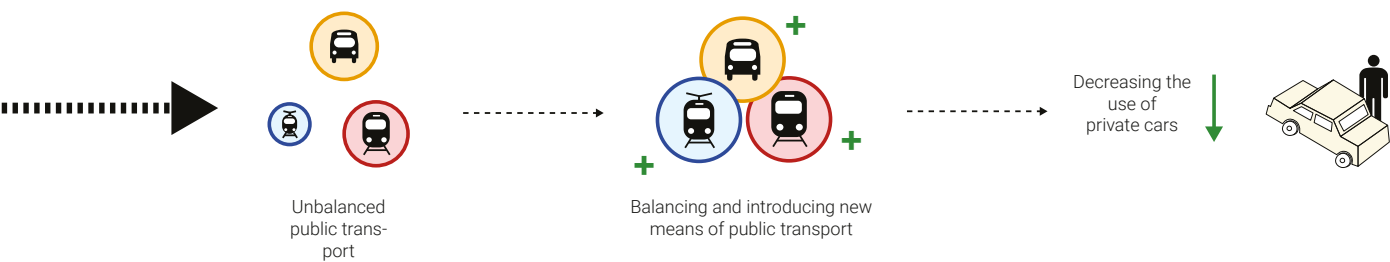 Unbalanced
public trans-
port
Balancing and introducing new
means of public transport
Decreasing the
use of
private cars